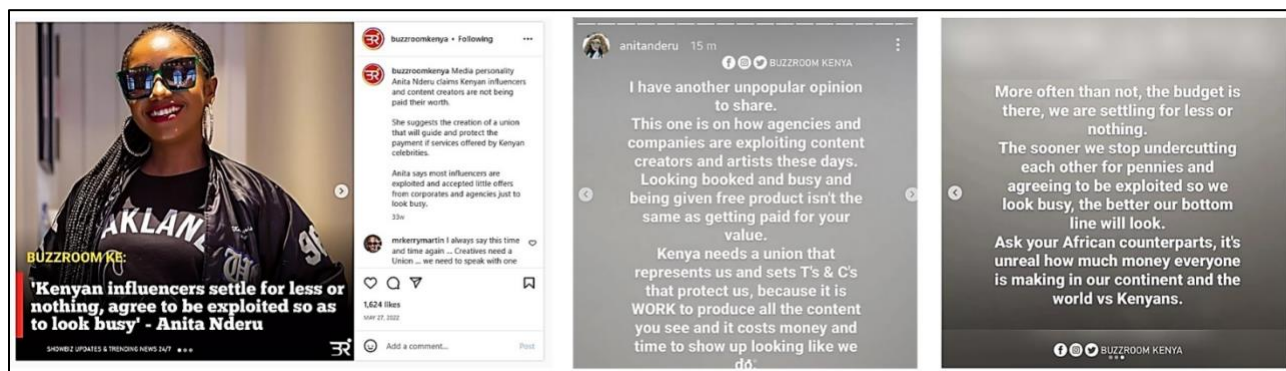 AKLAN
BUZZROOM KE:
'Kenyan influencers settle for less or
nothing, agree to be exploited so as
to look busy' - Anita Nderu
SHOWBIZ UPDATES & TRENDING NEWS 24/7
buzzroomkenya • Following
buzzroomkenya Media personality
Anita Nderu claims Kenyan influencers
and content creators are not being
paid their worth.
She suggests the creation of a union
that will guide and protect the
payment if services offered by Kenyan
celebrities.
Anita says most influencers are
exploited and accepted little offers
from corporates and agencies just to
look busy.
33w
mrkerrymartin I always say this time
and time again ... Creatives need a
Union ... we need to speak with one
1,624 likes
MAY 27, 2022
Add a comment...
Post
anitanderu 15 m
BUZZROOM KENYA
I have another unpopular opinion
to share.
This one is on how agencies and
companies are exploiting content
creators and artists these days.
Looking booked and busy and
being given free product isn't the
same as getting paid for your
value.
Kenya needs a union that
represents us and sets T's & C's
that protect us, because it is
WORK to produce all the content
you see and it costs money and
time to show up looking like we
do.
More often than not, the budget is
there, we are settling for less or
nothing.
The sooner we stop undercutting
each other for pennies and
agreeing to be exploited so we
look busy, the better our bottom
line will look.
Ask your African counterparts, it's
unreal how much money everyone
is making in our continent and the
world vs Kenyans.
BUZZROOM KENYA